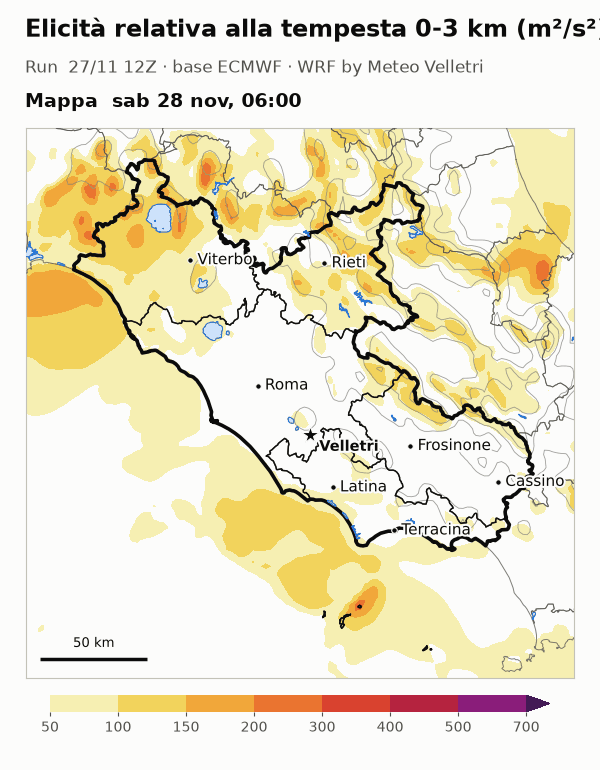 Elicità relativa alla tempesta 0-3 km (m²/s²)
Run  27/11 12Z · base ECMWF · WRF by Meteo Velletri
Mappa  sab 28 nov, 06:00
Viterbo
Rieti
Roma
Velletri
Frosinone
Cassino
Latina
Terracina
50 km
50 100 150 200 300 400 500 700